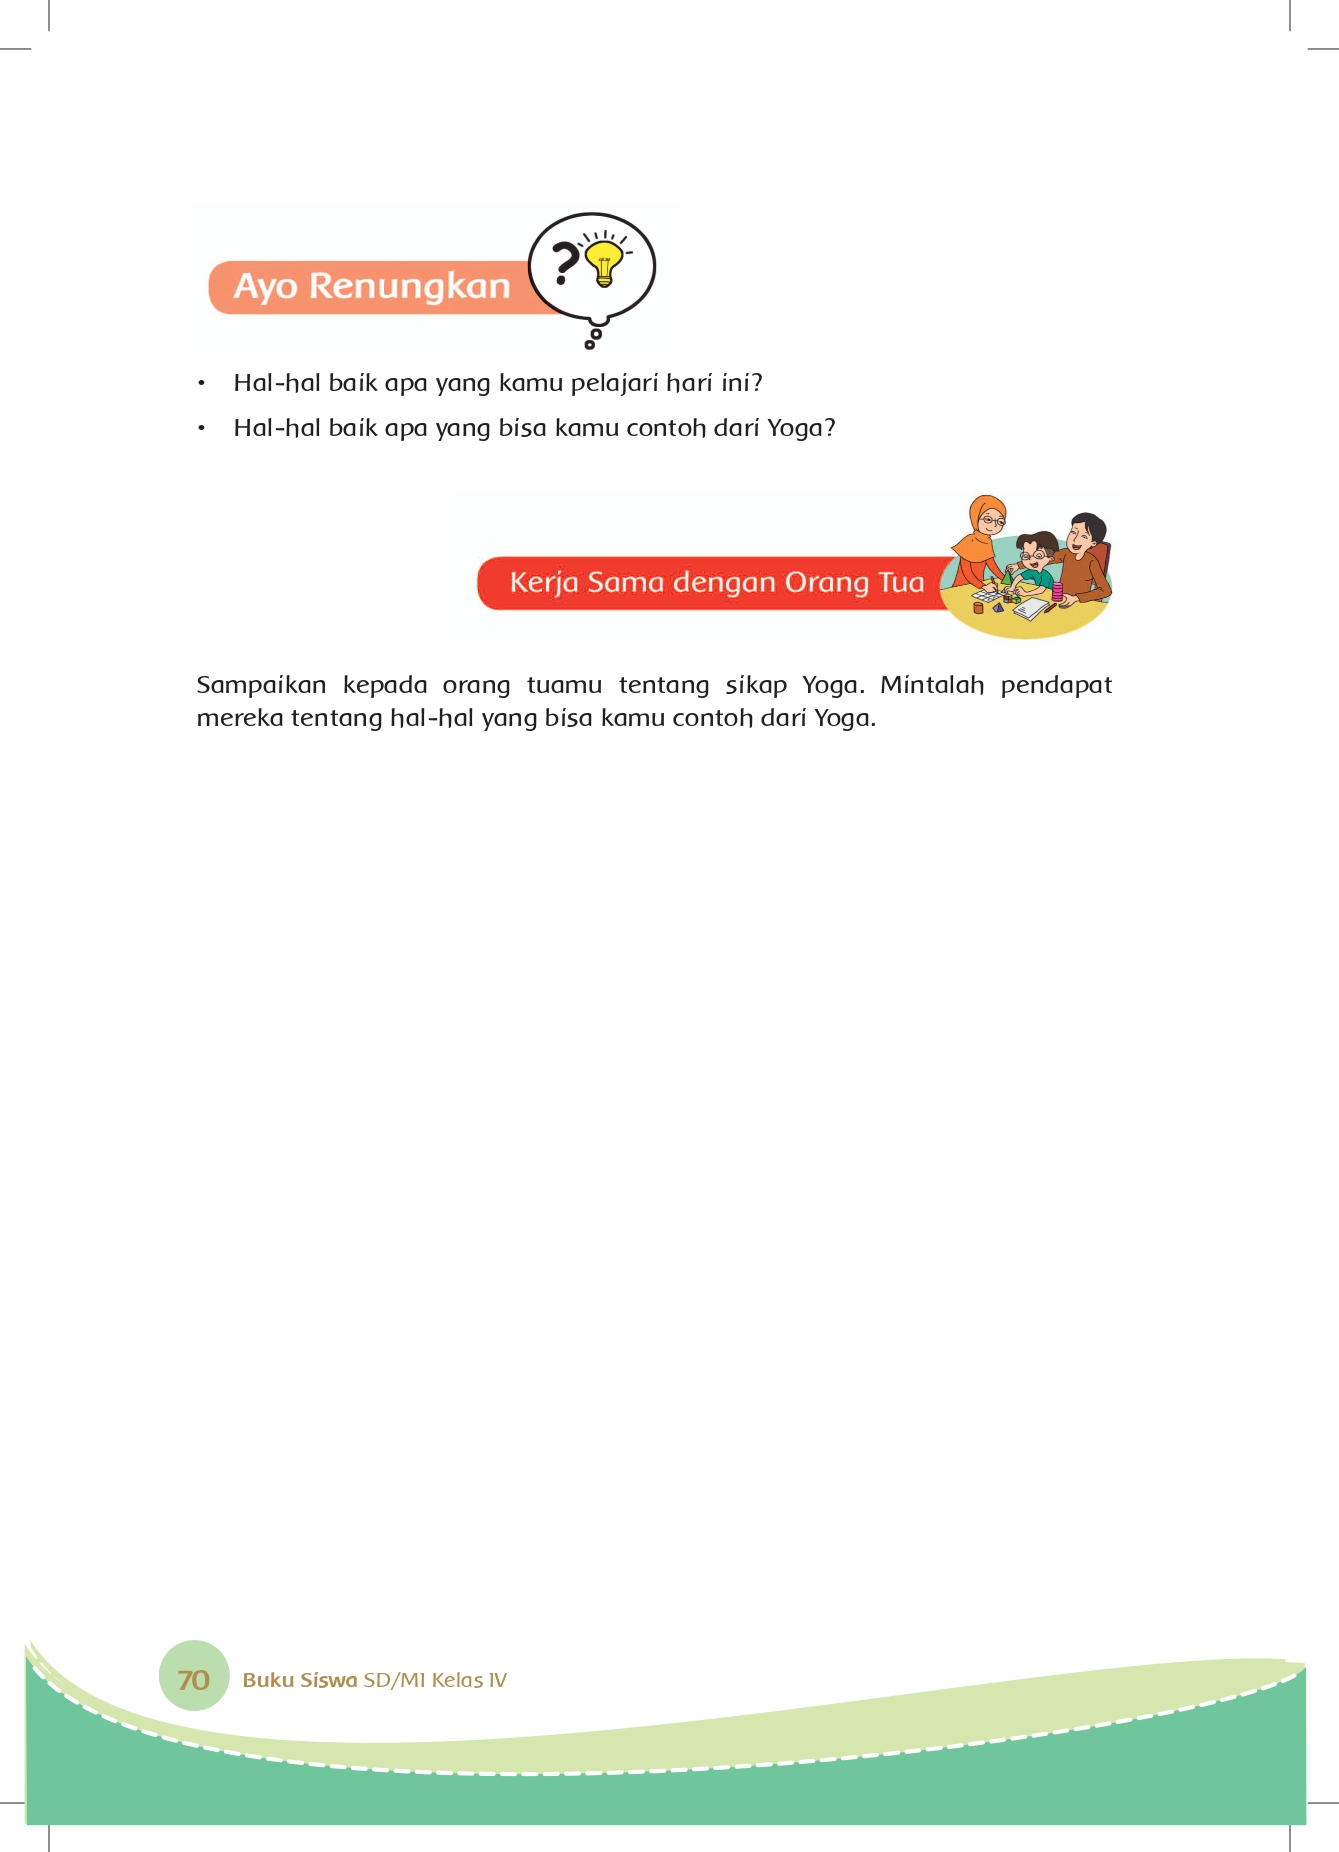 Ayo Renungkan
?
• Hal-hal baik apa yang kamu pelajari hari ini?
• Hal-hal baik apa yang bisa kamu contoh dari Yoga?
Kerja Sama dengan Orang Tua
Sampaikan kepada orang tuamu tentang sikap Yoga. Mintalah pendapat
mereka tentang hal-hal yang bisa kamu contoh dari Yoga.
70 Buku Siswa SD/MI Kelas IV